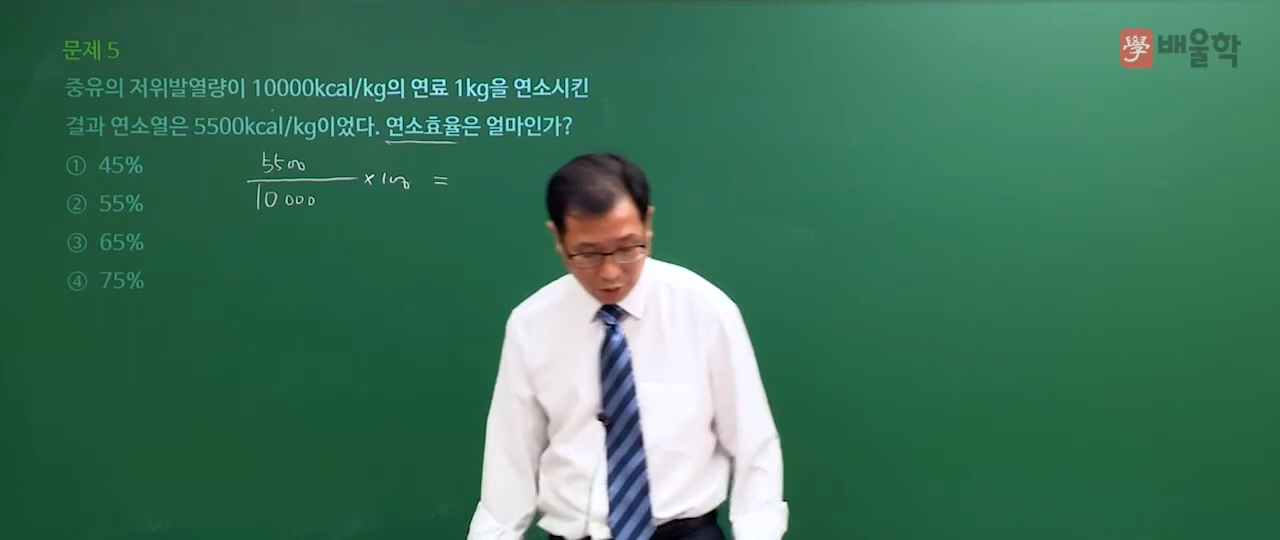 문제 5
學 배울학
중유의 저위발열량이 10000kcal/kg의 연료 1kg을 연소시킨
결과 연소열은 5500kcal/kg이었다. 연소효율은 얼마인가?
① 45%
② 55%
③ 65%
④ 75%
5500
10000
×100 =